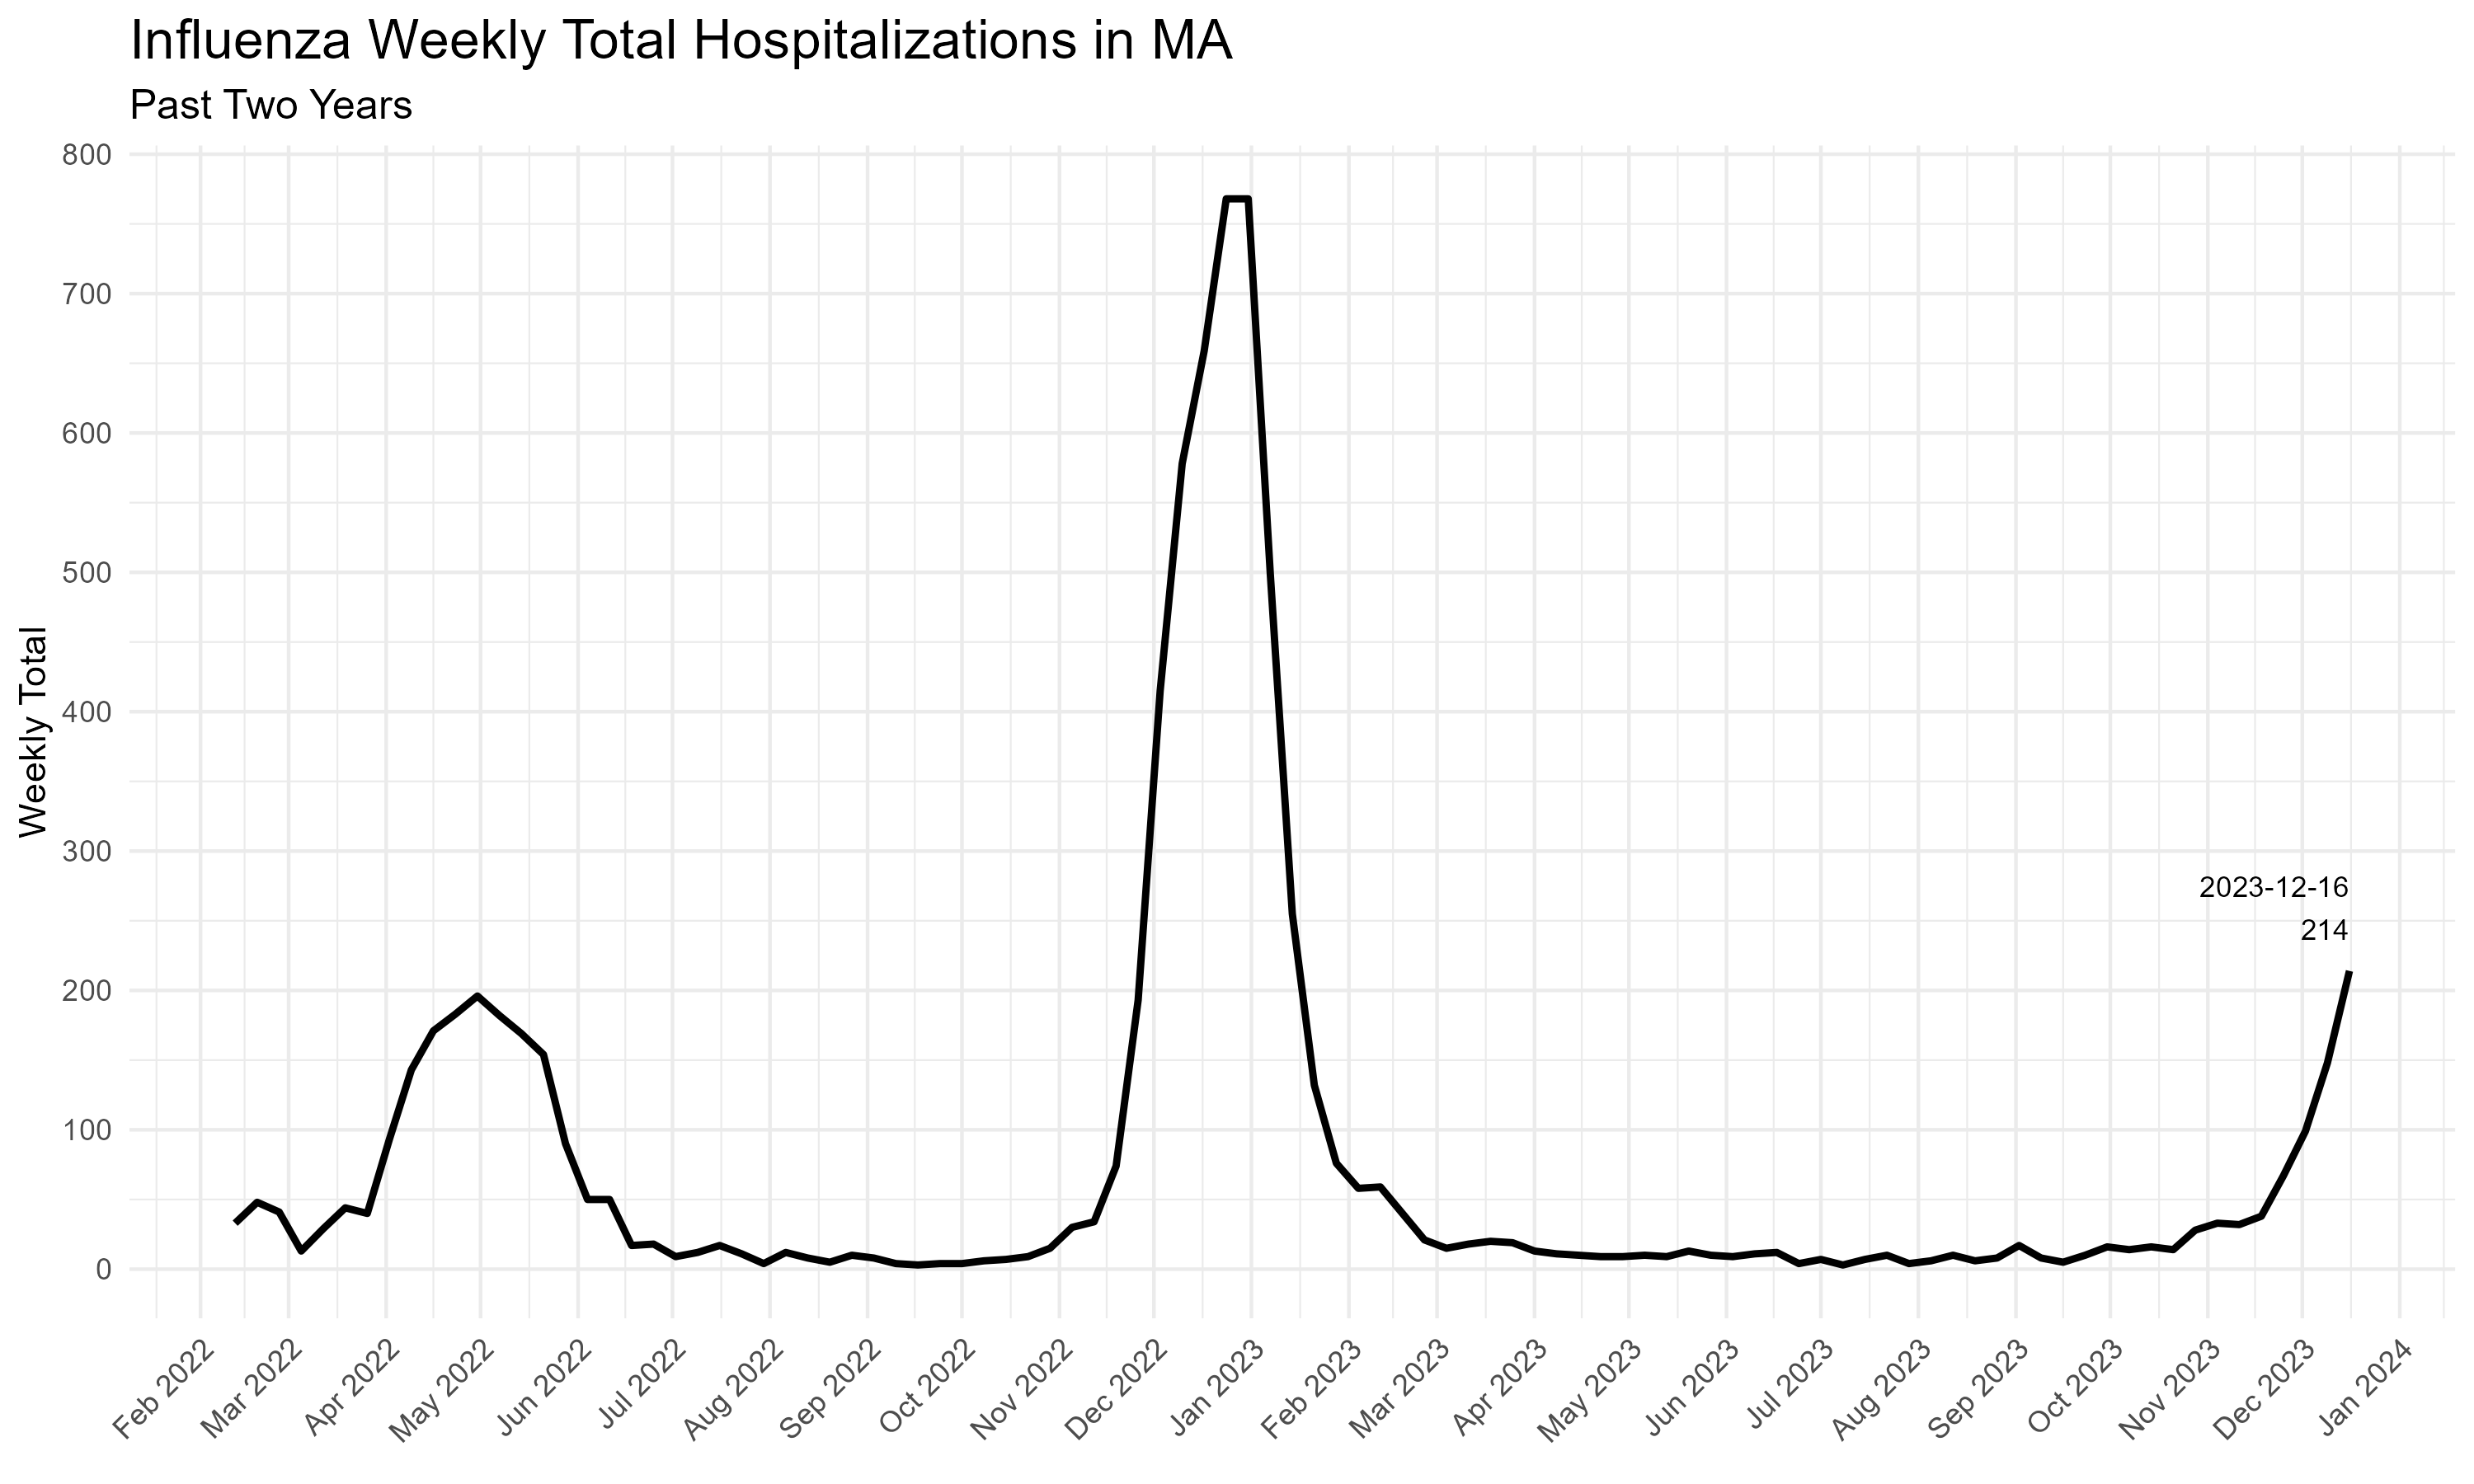 Influenza Weekly Total Hospitalizations in MA
Past Two Years
Weekly Total
800
700
600
500
400
300
200
100
0
2023-12-16
214
Feb 2022
Mar 2022
Apr 2022
May 2022
Jun 2022
Jul 2022
Aug 2022
Sep 2022
Oct 2022
Nov 2022
Dec 2022
Jan 2023
Feb 2023
Mar 2023
Apr 2023
May 2023
Jun 2023
Jul 2023
Aug 2023
Sep 2023
Oct 2023
Nov 2023
Dec 2023
Jan 2024